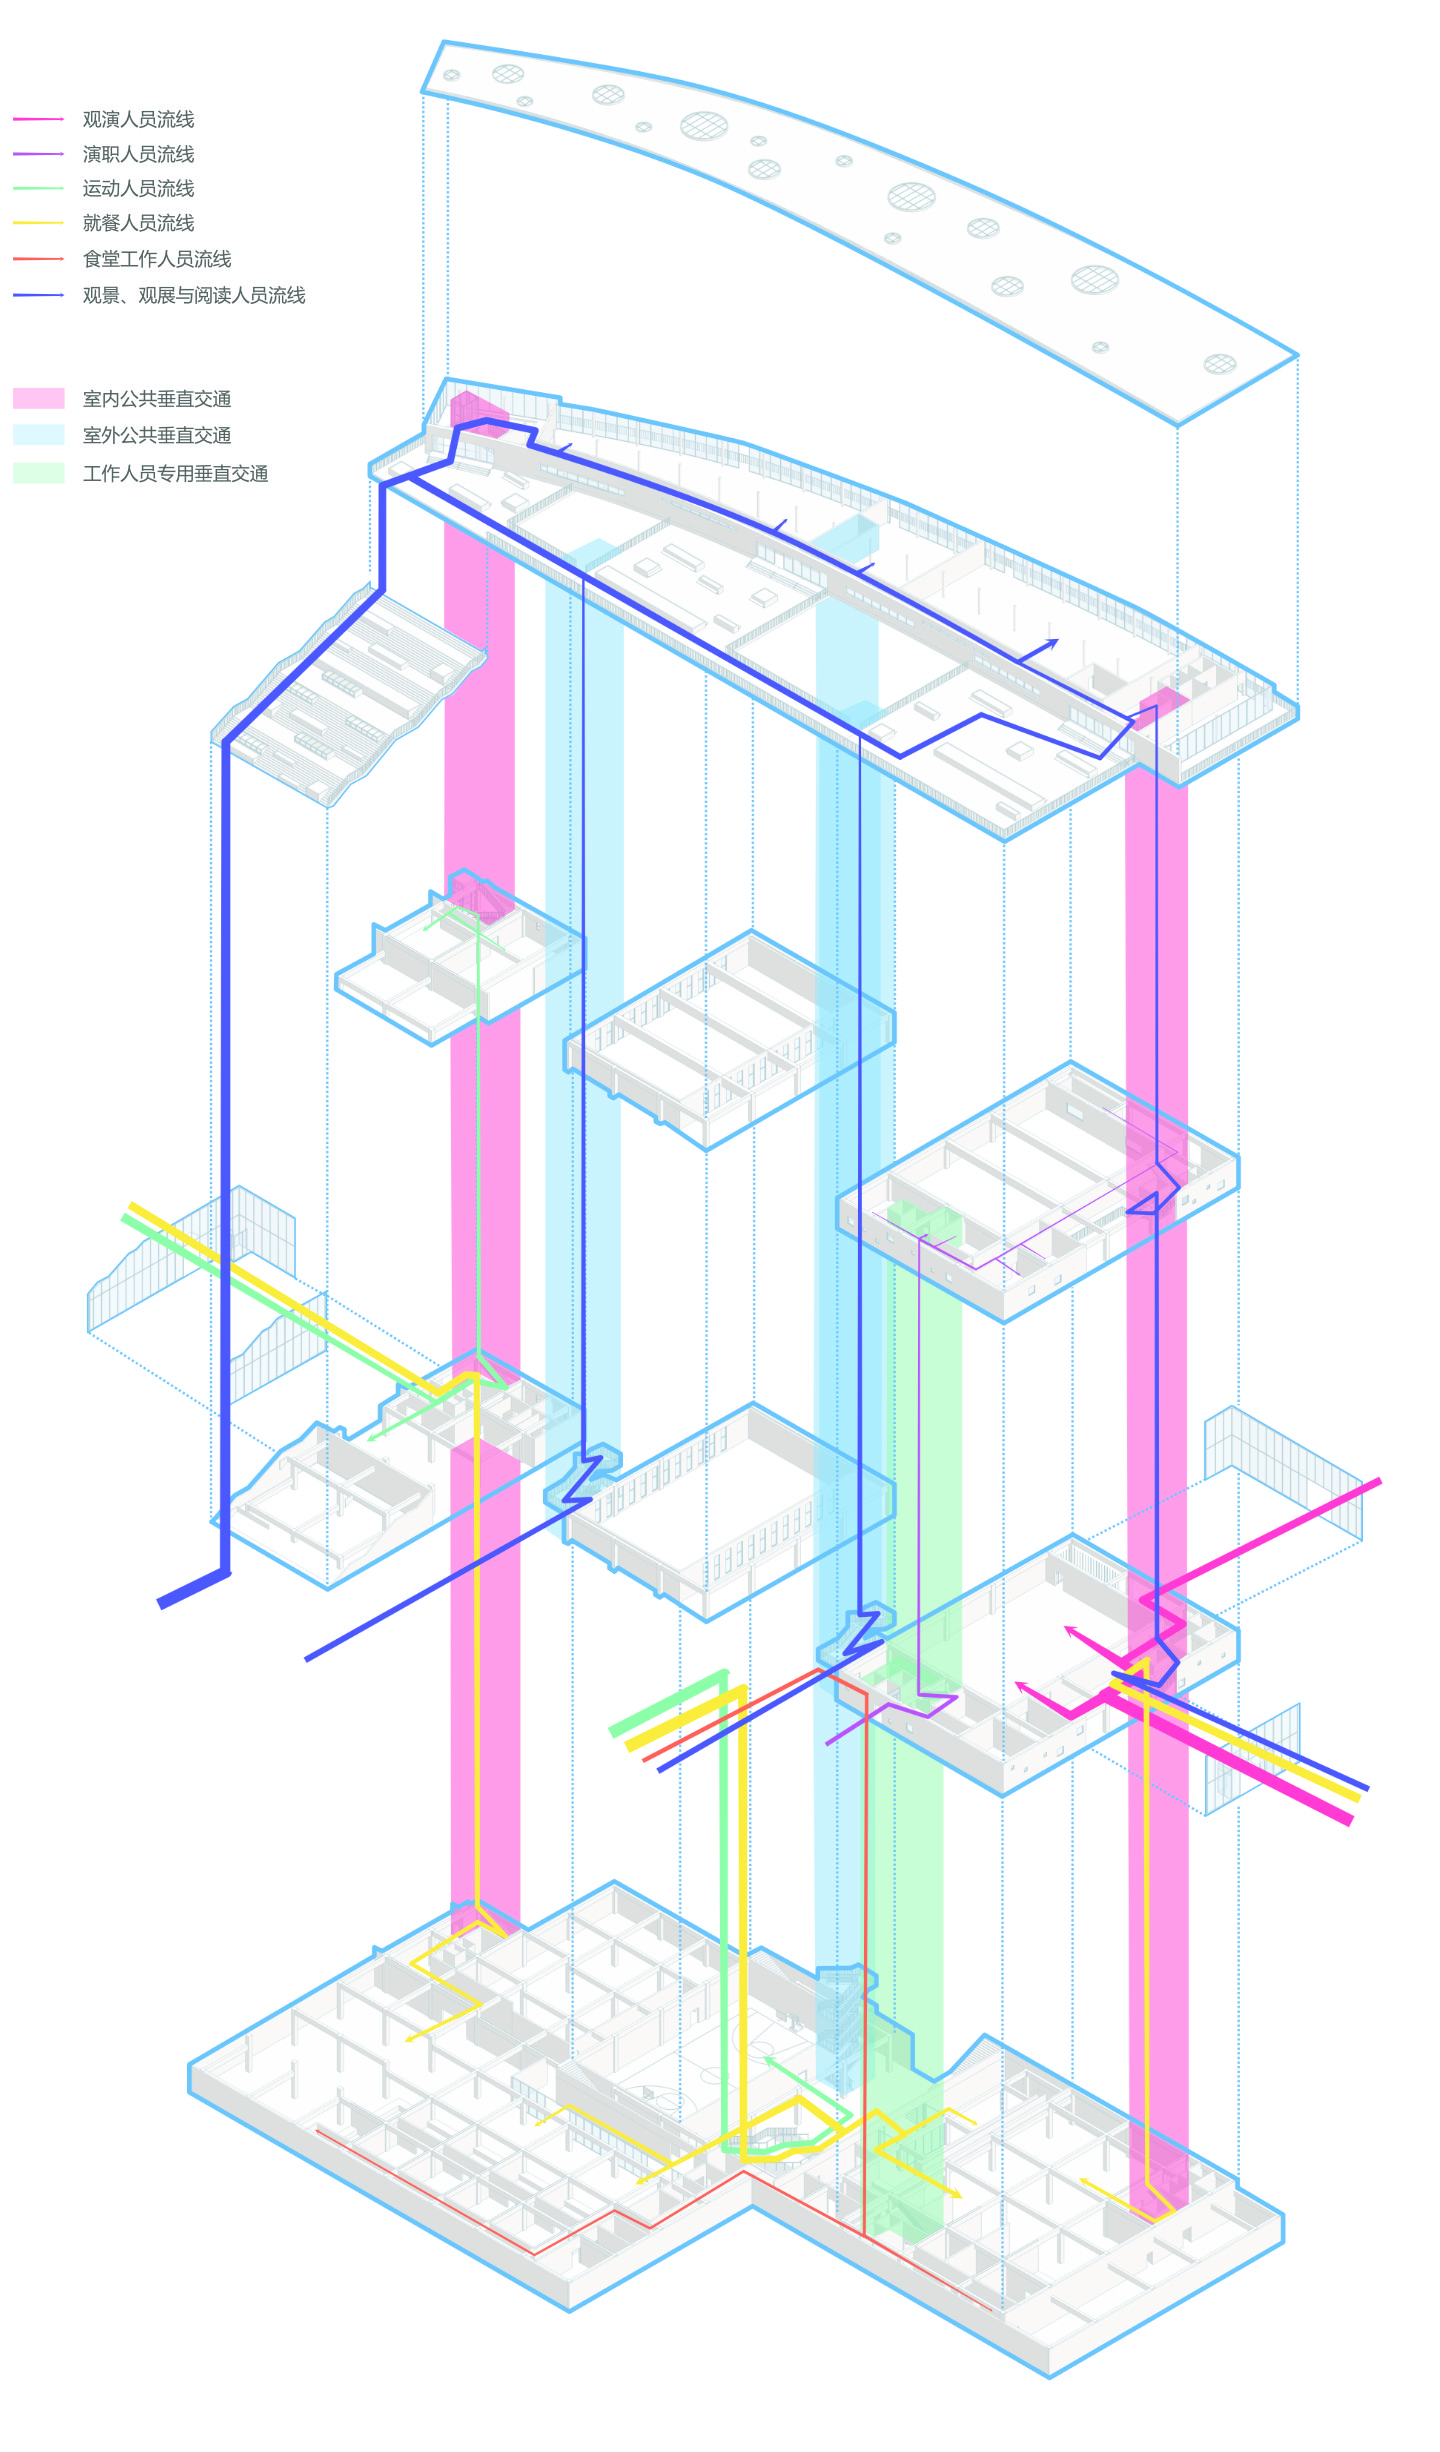 观演人员流线
演职人员流线
运动人员流线
就餐人员流线
食堂工作人员流线
观景、观展与阅读人员流线
室内公共垂直交通
室外公共垂直交通
工作人员专用垂直交通